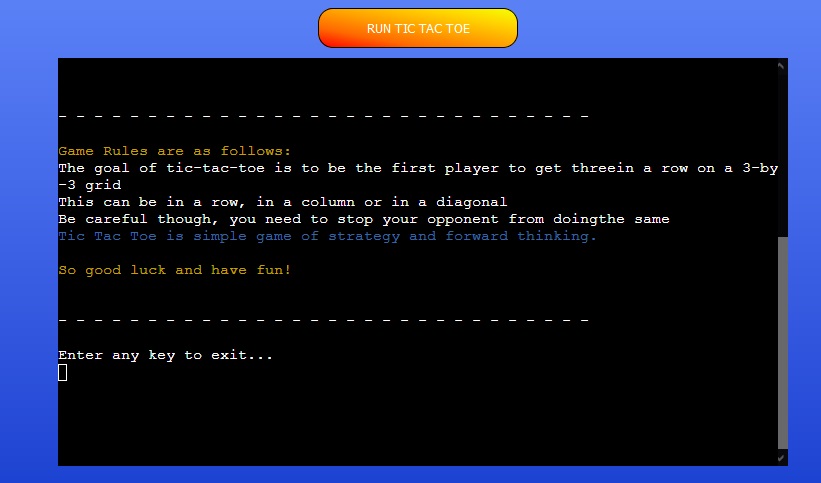 RUN TIC TAC TOE
- - - - - - - - - - - - - - - - - - - - - - - - - - - - - -
Game Rules are as follows:
The goal of tic-tac-toe is to be the first player to get threein a row on a 3-by
-3 grid
This can be in a row, in a column or in a diagonal
Be careful though, you need to stop your opponent from doingthe same
Tic Tac Toe is simple game of strategy and forward thinking.
So good luck and have fun!
- - - - - - - - - - - - - - - - - - - - - - - - - - - - - -
Enter any key to exit...